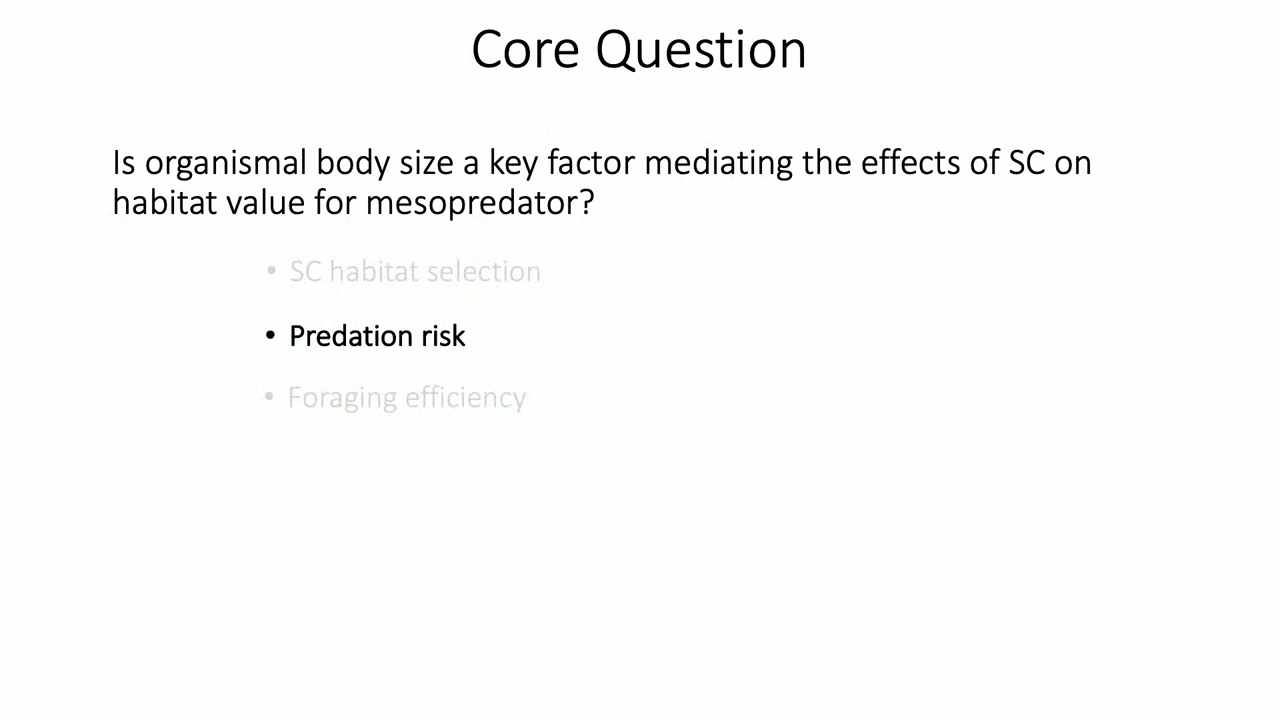 Core Question
Is organismal body size a key factor mediating the effects of SC on
habitat value for mesopredator?
• SC habitat selection
• Predation risk
• Foraging efficiency